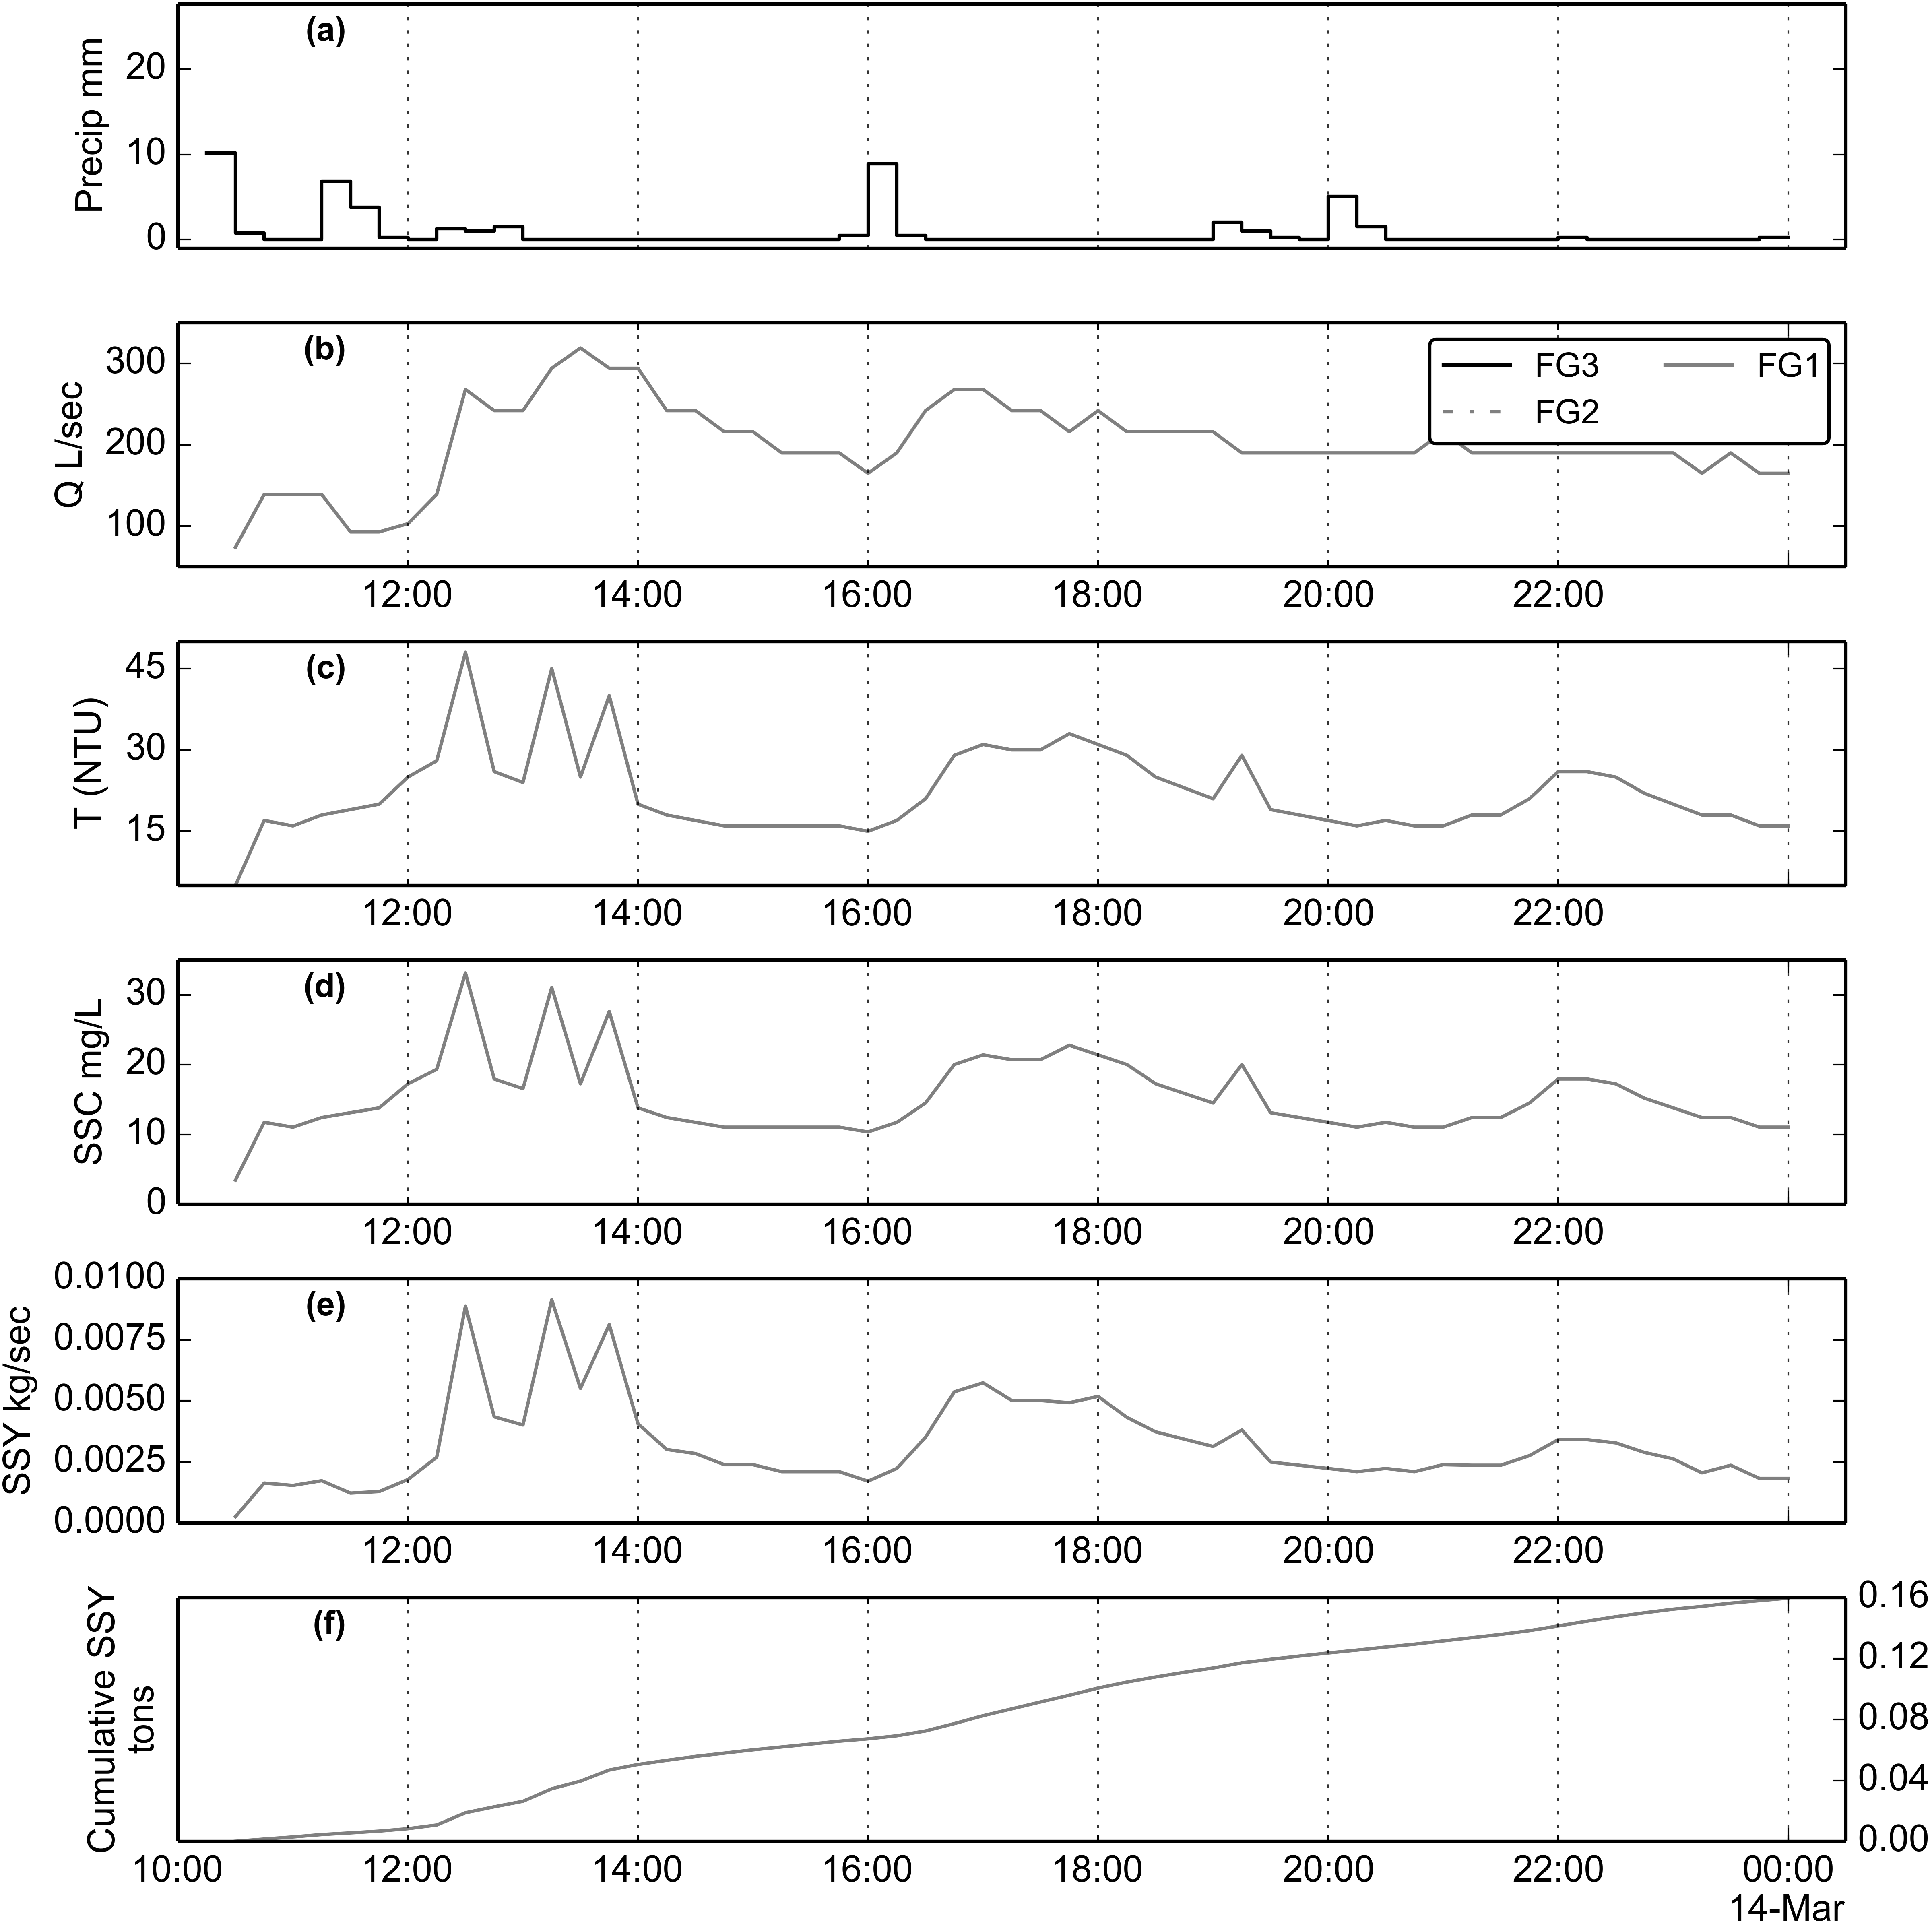 (a)
Precip mm
20
10
0
(b)
Q L/sec
300
200
100
FG3 FG1
FG2
12:00 14:00 16:00 18:00 20:00 22:00
(c)
T (NTU)
45
30
15
12:00 14:00 16:00 18:00 20:00 22:00
(d)
SSC mg/L
30
20
10
0
12:00 14:00 16:00 18:00 20:00 22:00
(e)
SSY kg/sec
0.0100
0.0075
0.0050
0.0025
0.0000
12:00 14:00 16:00 18:00 20:00 22:00
(f)
Cumulative SSY
tons
0.16
0.12
0.08
0.04
0.00
10:00 12:00 14:00 16:00 18:00 20:00 22:00 00:00
14-Mar